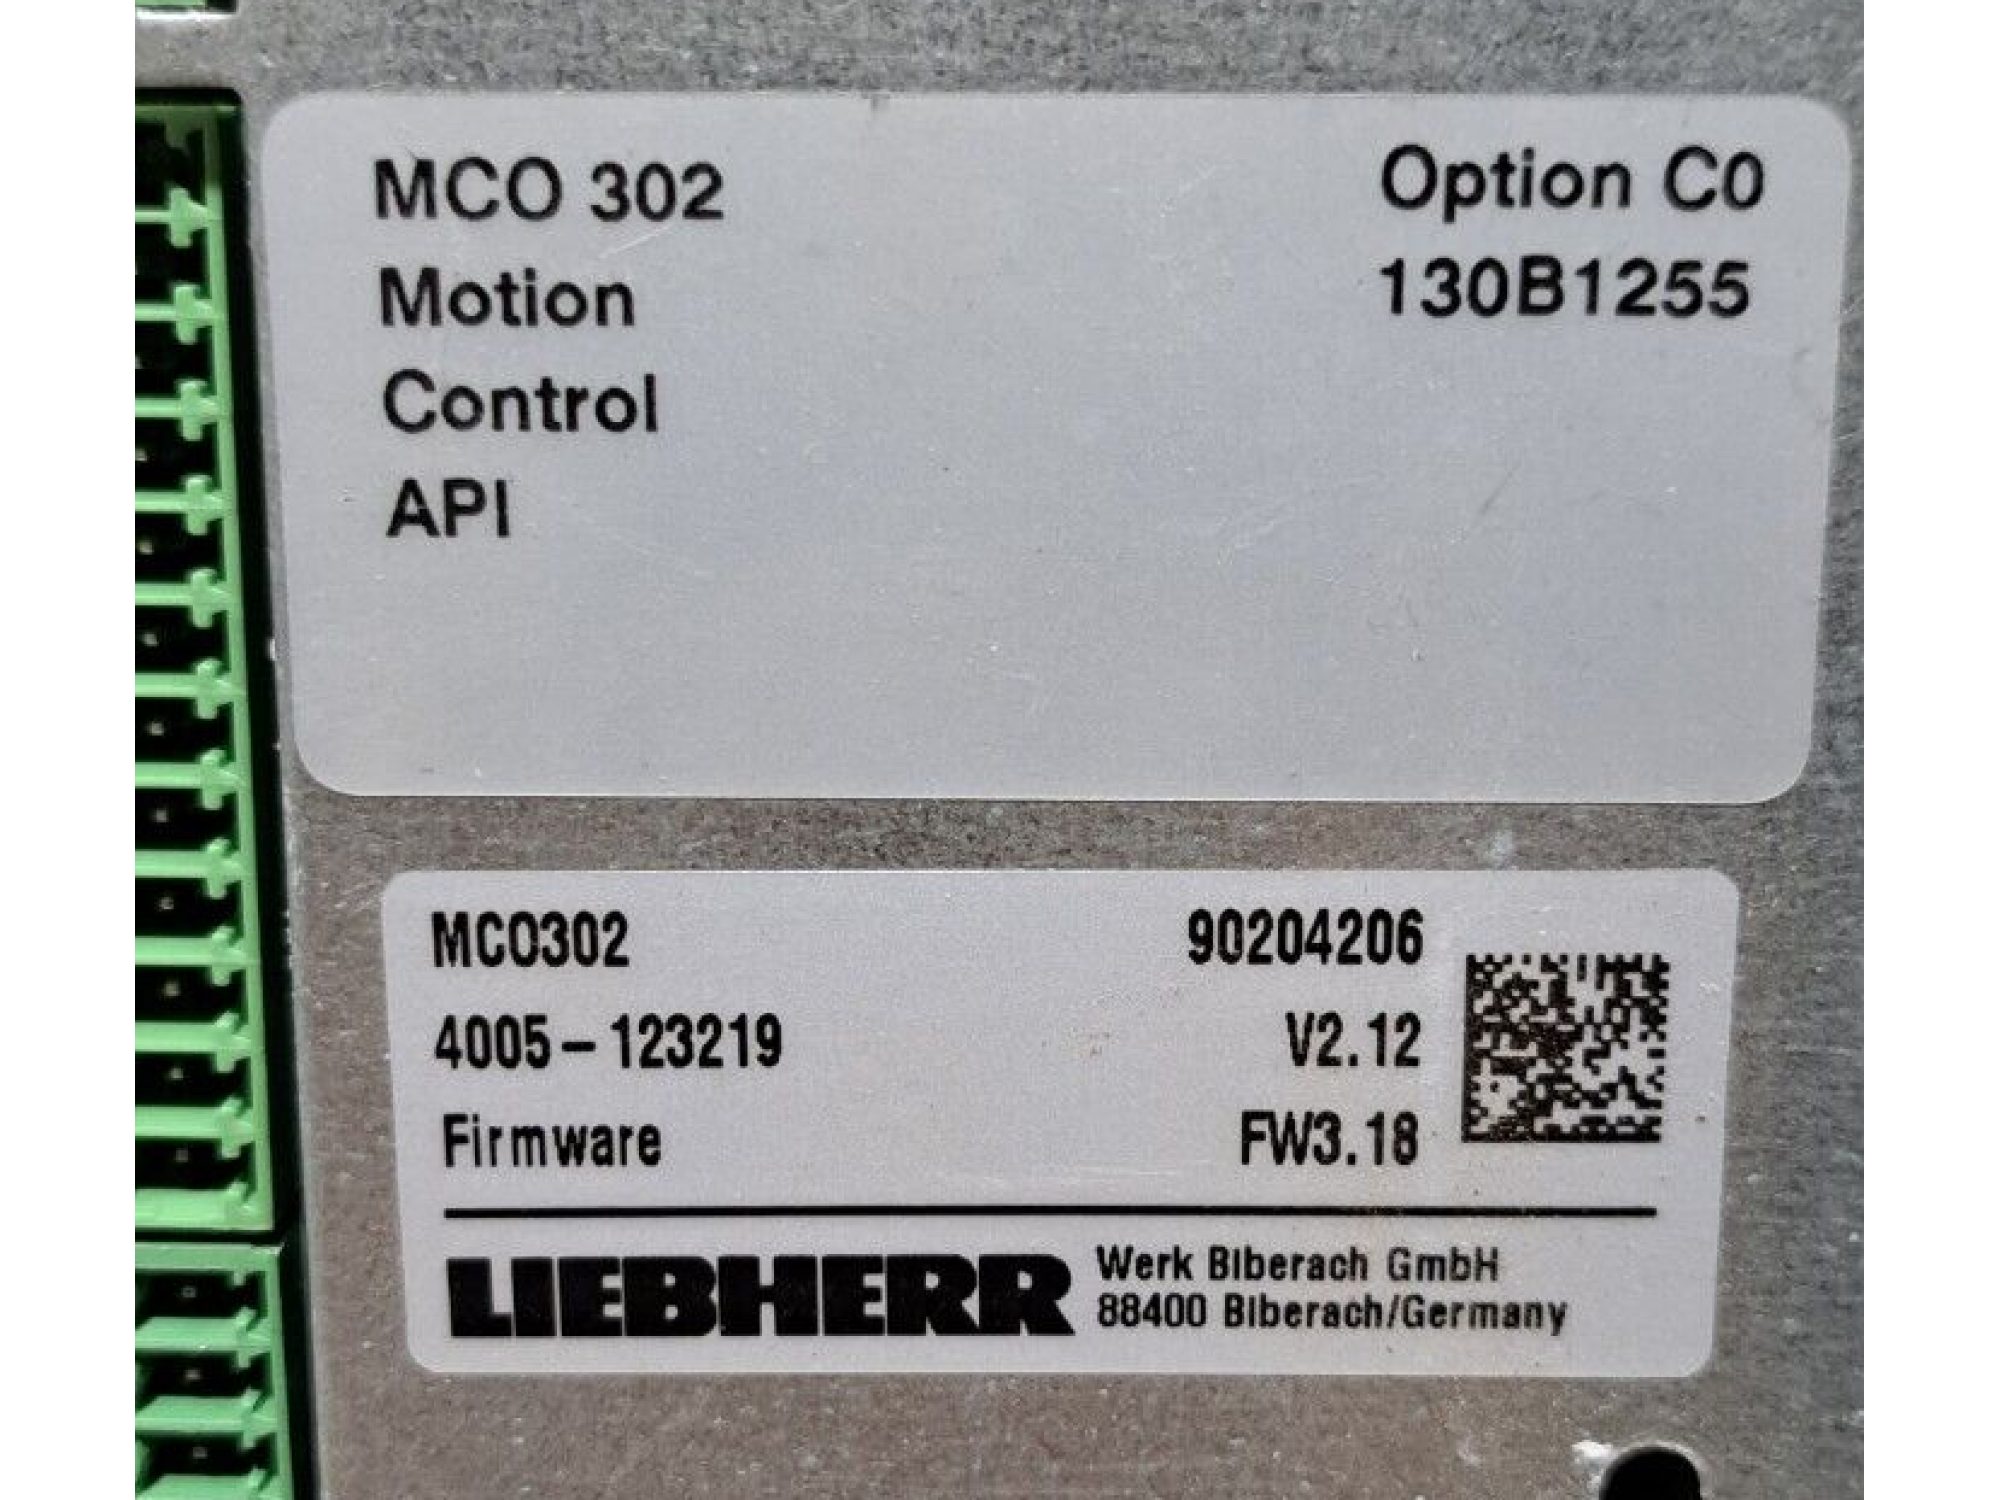 MCO 302 Option C0
Motion 130B1255
Control
API
MCO302 90204206
4005-123219 V2.12
Firmware FW3.18
LIEBHERR Werk Biberach GmbH
88400 Biberach/Germany